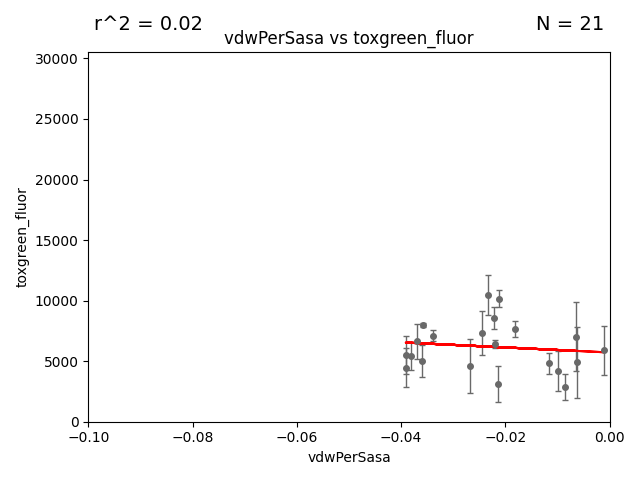 r^2 = 0.02
N = 21
vdwPerSasa vs toxgreen_fluor
30000
25000
20000
15000
10000
5000
0
toxgreen_fluor
−0.10
−0.08
−0.06
−0.04
−0.02
0.00
vdwPerSasa